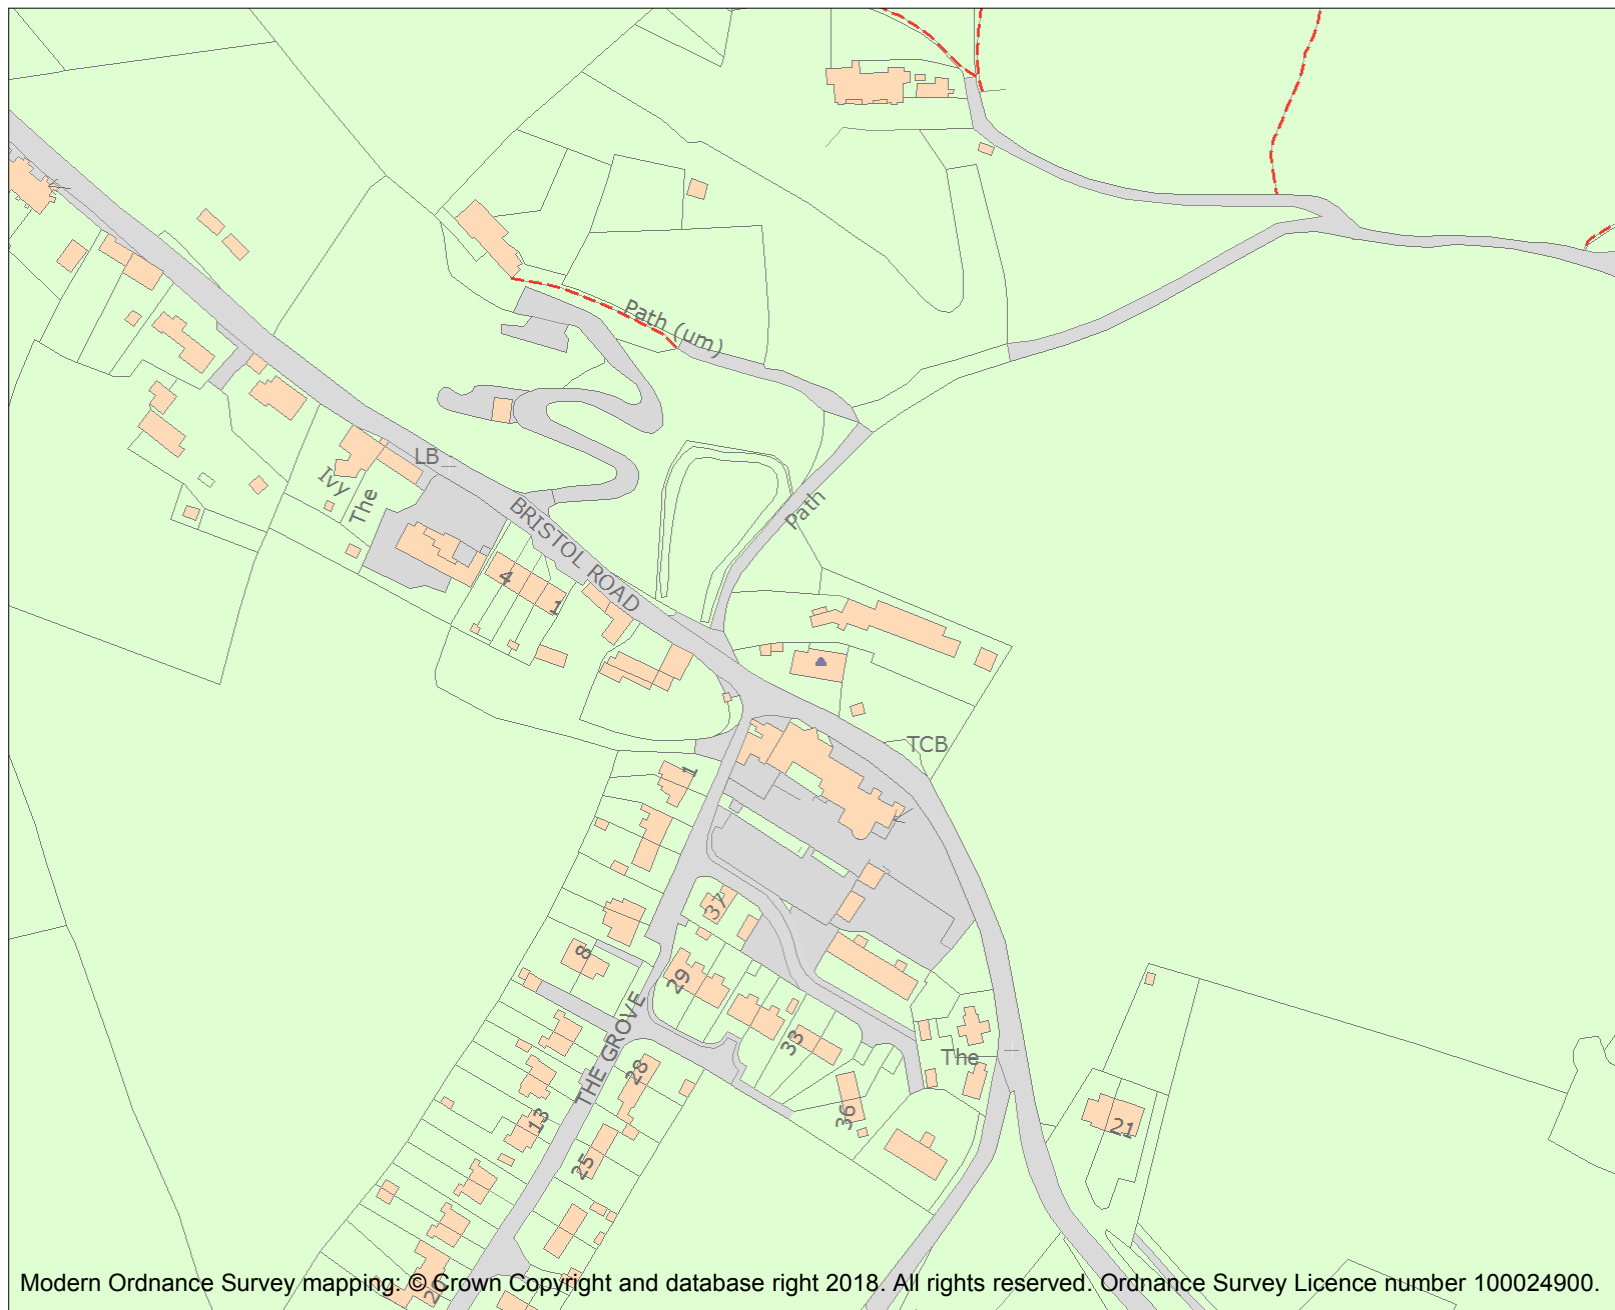 Path (um)
LB
Ivy
The
BRISTOL ROAD
Path
4
1
TCB
1
37
8
29
THE GROVE
33
The
28
36
13
21
25
Modern Ordnance Survey mapping: © Crown Copyright and database right 2018. All rights reserved. Ordnance Survey Licence number 100024900.